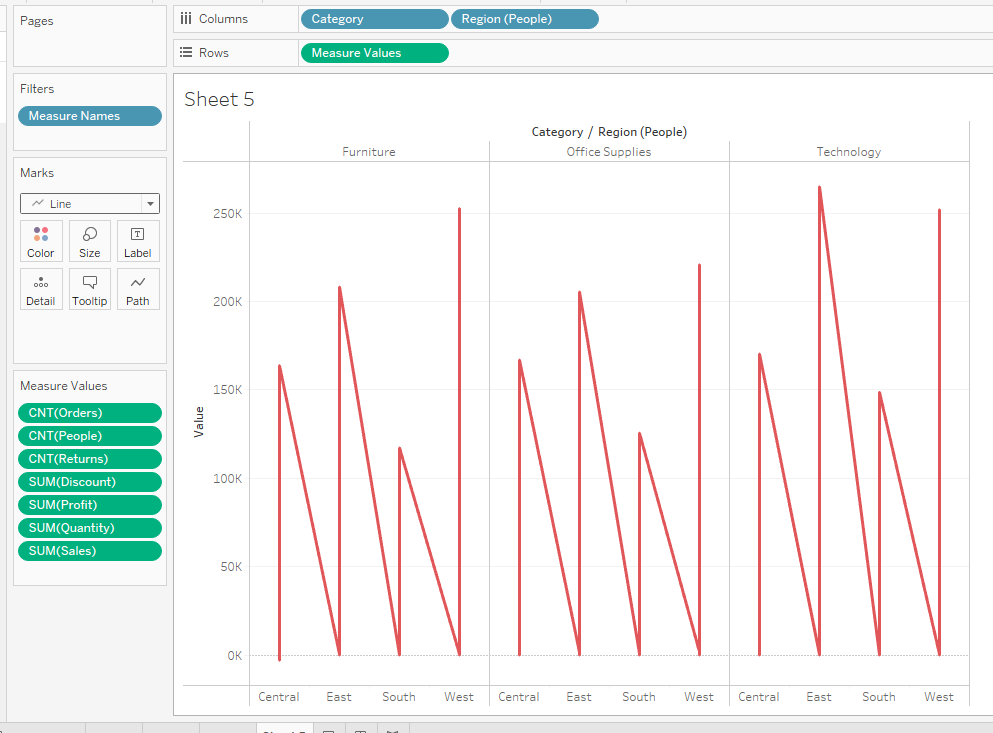 Pages
Columns
Category
Region (People)
Rows
Measure Values
Filters
Measure Names
Marks
Line
Color
Size
Label
Detail
Tooltip
Path
Measure Values
CNT(Orders)
CNT(People)
CNT(Returns)
SUM(Discount)
SUM(Profit)
SUM(Quantity)
SUM(Sales)
Sheet 5
Category / Region (People)
Furniture Office Supplies Technology
Value
250K
200K
150K
100K
50K
0K
Central East South West Central East South West Central East South West